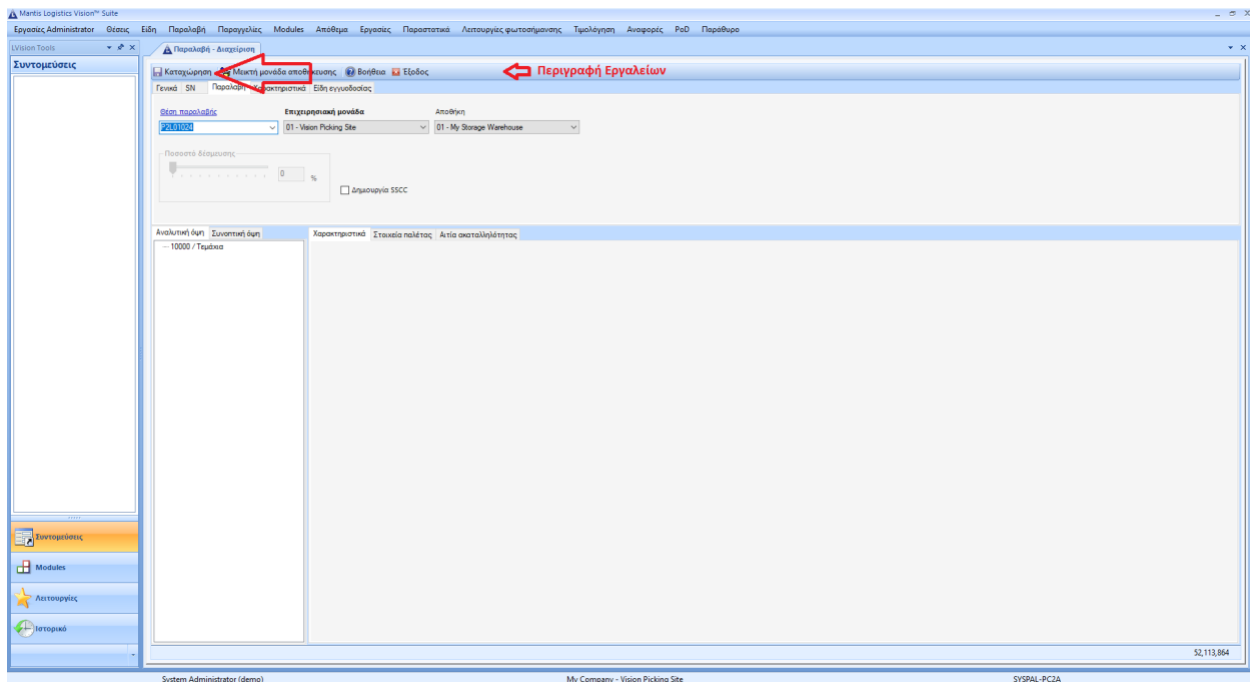 Mantis Logistics Vision™ Suite
Εργασίες Administrator Θέσεις Είδη Παραλαβή Παραγγελίες Modules Απόθεμα Εργασίες Παραστατικά Λειτουργίες φωτοσήμανσης Τιμολόγηση Αναφορές PoD Παράθυρο
LVision Tools
Παραλαβή - Διαχείριση
Συντομεύσεις
Καταχώρηση Μεικτή μονάδα αποθήκευσης Βοήθεια Εξοδος Περιγραφή Εργαλείων
Γενικά SN Παραλαβή Χαρακτηριστικά Είδη εγγυοδοσίας
Θέση παραλαβής Επιχειρησιακή μονάδα Αποθήκη
P2L01024 01 - Vision Picking Site 01 - My Storage Warehouse
Ποσοστό δέσμευσης
0 %
Δημιουργία SSCC
Αναλυτική όψη Συνοπτική όψη Χαρακτηριστικά Στοιχεία παλέτας Αιτία ακαταλληλότητας
10000 / Τεμάχια
Συντομεύσεις
Modules
Λειτουργίες
Ιστορικό
52,113,864
System Administrator (demo) My Company - Vision Picking Site SYSPAL-PC2A